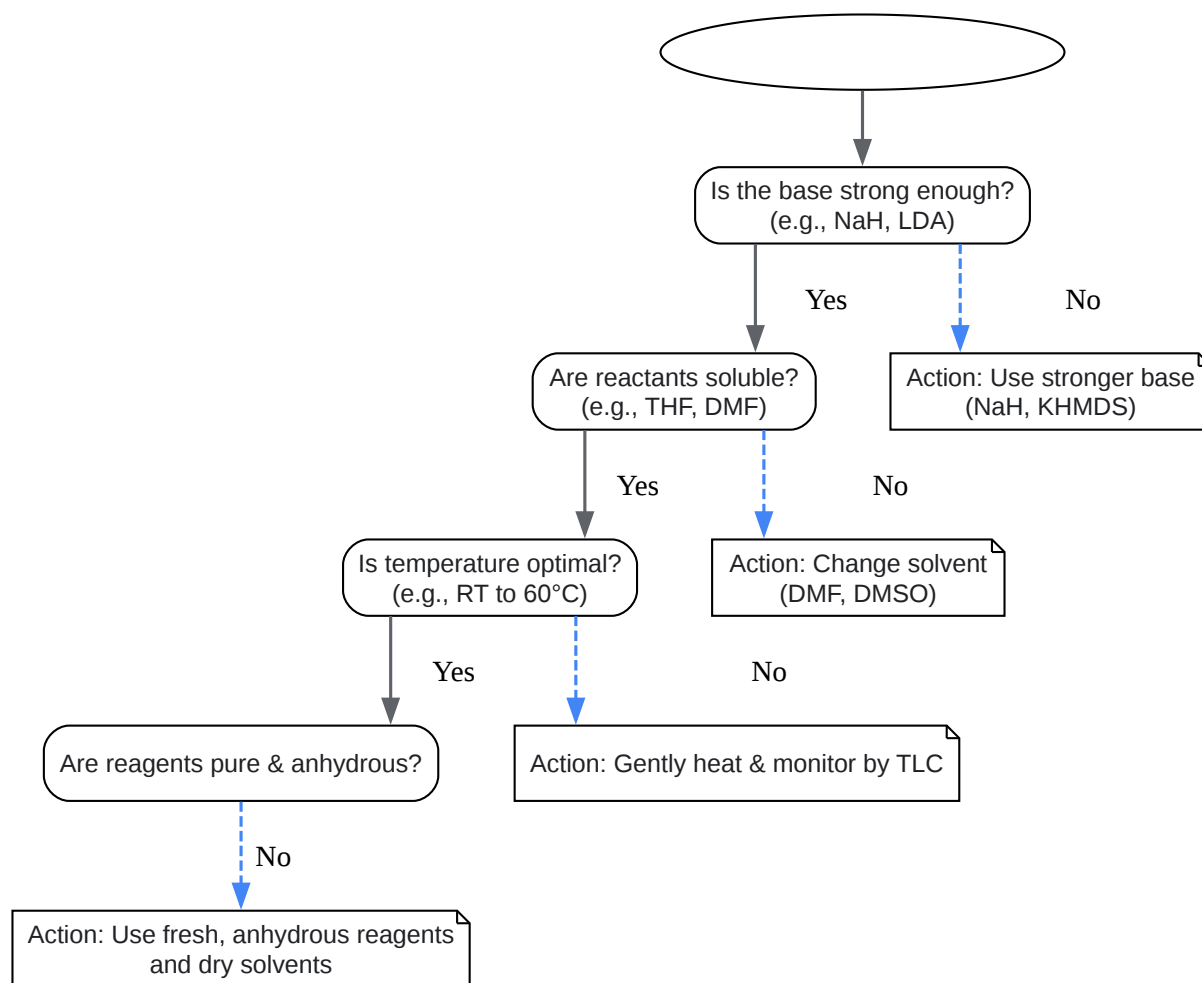 Is the base strong enough?
(e.g., NaH, LDA)
Yes
No
Are reactants soluble?
(e.g., THF, DMF)
Action: Use stronger base
(NaH, KHMDS)
Yes
No
Is temperature optimal?
(e.g., RT to 60°C)
Action: Change solvent
(DMF, DMSO)
Yes
No
Are reagents pure & anhydrous?
Action: Gently heat & monitor by TLC
No
Action: Use fresh, anhydrous reagents
and dry solvents